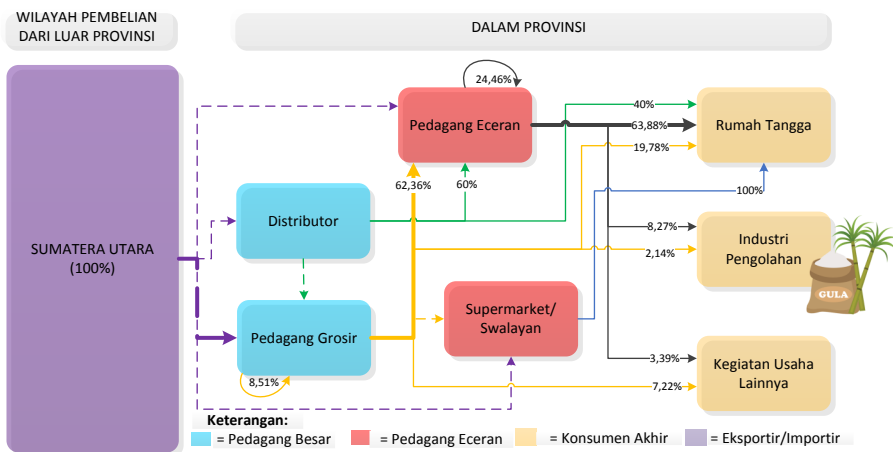 WILAYAH PEMBELIAN
DARI LUAR PROVINSI
DALAM PROVINSI
SUMATERA UTARA
(100%)
24,46%
Pedagang Eceran
Distributor
Pedagang Grosir
8,51%
62,36%
60%
Supermarket/
Swalayan
40%
63,88%
19,78%
100%
8,27%
2,14%
3,39%
7,22%
Rumah Tangga
Industri
Pengolahan
GULA
Kegiatan Usaha
Lainnya
Keterangan:
= Pedagang Besar
= Pedagang Eceran
= Konsumen Akhir
= Eksportir/Importir